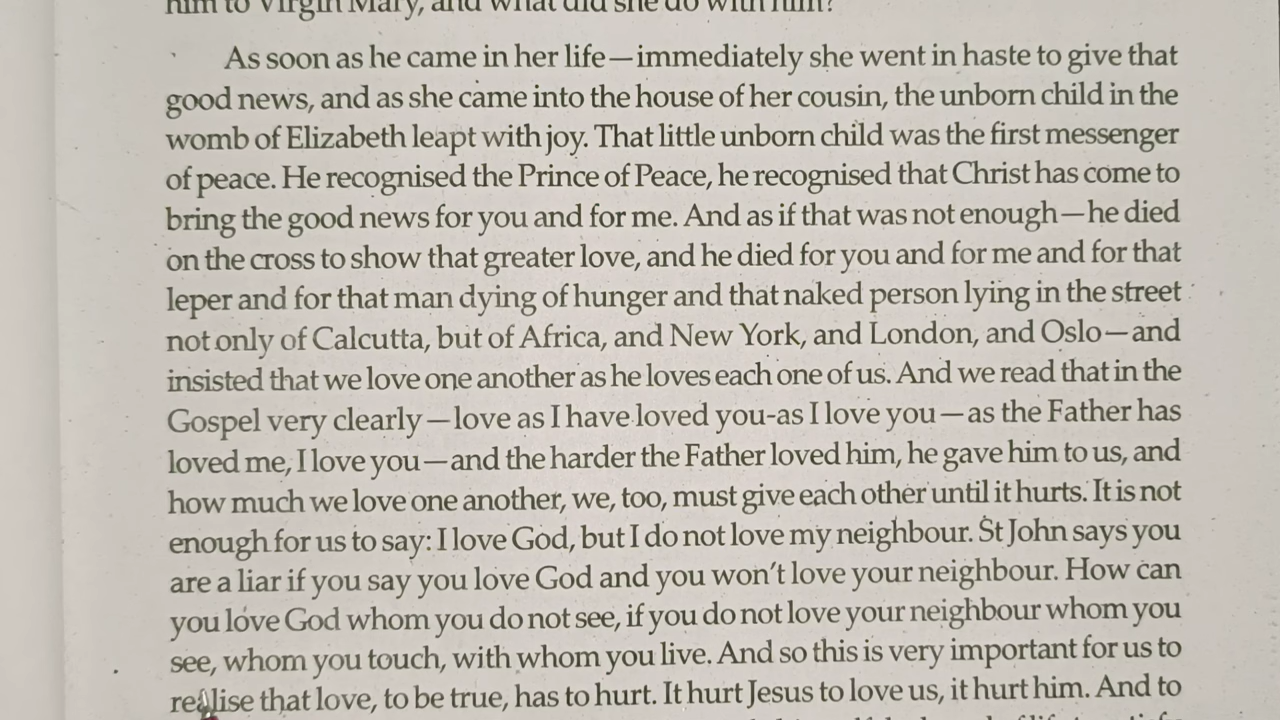 him to Virgin Mary, and what did she do with him?
As soon as he came in her life—immediately she went in haste to give that
good news, and as she came into the house of her cousin, the unborn child in the
womb of Elizabeth leapt with joy. That little unborn child was the first messenger
of peace. He recognised the Prince of Peace, he recognised that Christ has come to
bring the good news for you and for me. And as if that was not enough—he died
on the cross to show that greater love, and he died for you and for me and for that
leper and for that man dying of hunger and that naked person lying in the street
not only of Calcutta, but of Africa, and New York, and London, and Oslo—and
insisted that we love one another as he loves each one of us. And we read that in the
Gospel very clearly—love as I have loved you-as I love you—as the Father has
loved me, I love you—and the harder the Father loved him, he gave him to us, and
how much we love one another, we, too, must give each other until it hurts. It is not
enough for us to say: I love God, but I do not love my neighbour. St John says you
are a liar if you say you love God and you won't love your neighbour. How can
you love God whom you do not see, if you do not love your neighbour whom you
see, whom you touch, with whom you live. And so this is very important for us to
realise that love, to be true, has to hurt. It hurt Jesus to love us, it hurt him. And to